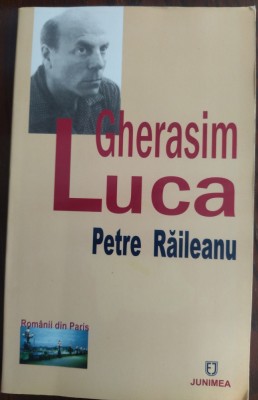 Gherasim
Luca
Petre Răileanu
Românii din Paris
JUNIMEA